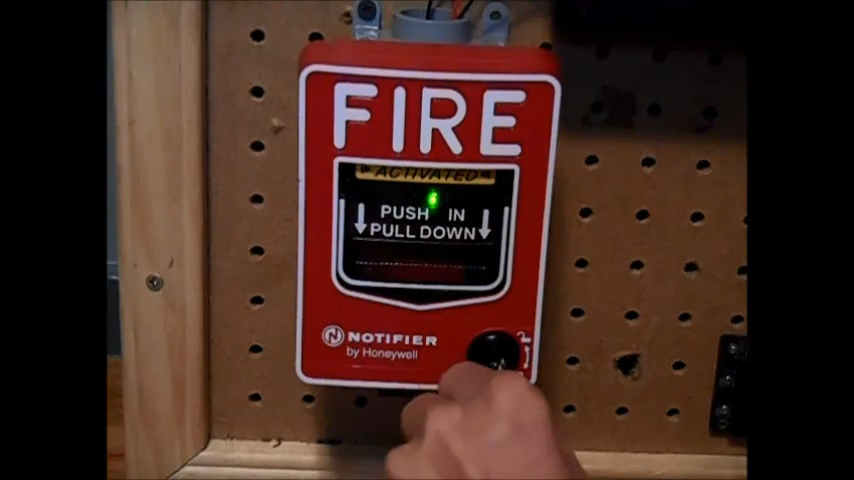 FIRE
ACTIVATED
PUSH IN
PULL DOWN
NOTIFIER
by Honeywell